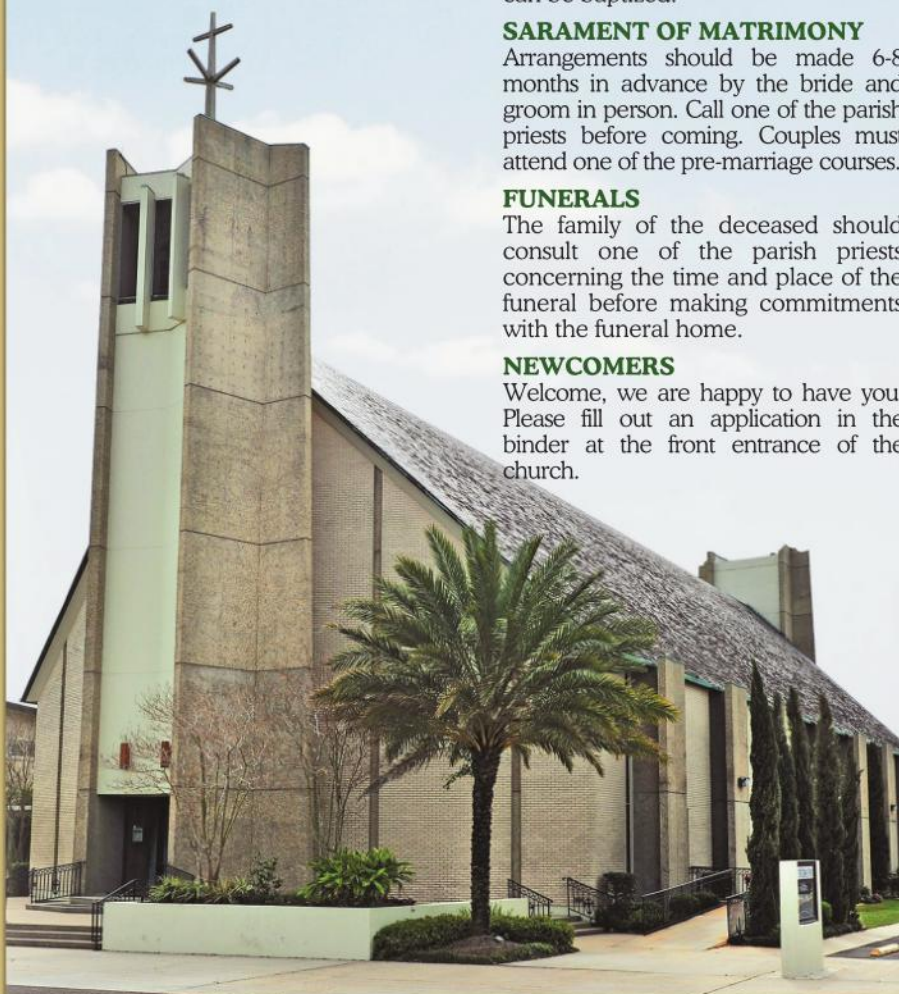 can be baptized.
SARAMENT OF MATRIMONY
Arrangements should be made 6-8
months in advance by the bride and
groom in person. Call one of the parish
priests before coming. Couples must
attend one of the pre-marriage courses.
FUNERALS
The family of the deceased should
consult one of the parish priests
concerning the time and place of the
funeral before making commitments
with the funeral home.
NEWCOMERS
Welcome, we are happy to have you
Please fill out an application in the
binder at the front entrance of the
church.